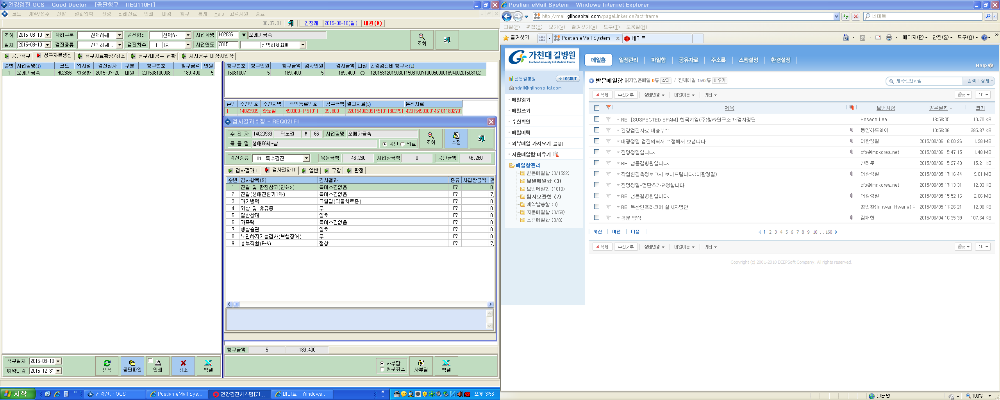 건강검진 OCS - Good Doctor - [공단청구 - REQ110F1]
코드 예약/접수 진찰 결과입력 판정 외래진료 인쇄 마감 청구 통계 Help 고객지원 종료
08.07.01 김정례 2015-08-10(월) 내원(M)
조회 2015-08-10 상하구분 선택하세... 검진형태 선택하... 사업장명 H02836 ▼ 오메가금속
일자 2015-08-10 검진종류 선택하세... 검진차수 1 1차 사업연도 2015 선택하세요!!!
조회
공단청구 청구자료생성 청구자료확정/취소 청구/미청구 현황 지사청구 대상사업장
순번 사업장명(1) 코드 의사명 검진일자 구분 청구번호 청구금액 인원
1 오메가금속 H02836 한상환 2015-07-20 내원 201508100008 189,400 5
청구번호 청구인원 청구금액 검사인원 검사금액 파일 건강검진비 청구서(1)
15081007 5 189,400 5 189,400 ○ 12015312019030115081007T0005000018940020150810​2
순번 수진번호 수진자명 주민등록번호 청구금액 결과자료(5) 문진자료
1 14023939 곽노길 490309-1451011 39,800
검사결과수정 - REQ021F1
수 진 자 14023939 곽노길 M 66 사업장명 오메가금속
묶 음 명 생애66세-남 공단 의료
조회 수정
검진종류 01 특수검진 묶음금액 46,260 사업장금액 0 공단금액 46,260
검사결과 I 검사결과 II 일반 구강 판정
순번 검사항목(9) 검사결과 종류 사업장금액 공
1 진찰 및 판정참고(인쇄x) 특이소견없음 07 0
2 진찰(생애전환기1차) 특이소견없음 07 7.
3 과거병력 고혈압(약물치료중) 07 0
4 외상 및 휴유증 무 07 0
5 일반상태 양호 07 0
6 가족력 특이소견없음 07 0
7 생활습관 양호 07 0
8 노인하지기능검사(보행장애) 무 07 0
9 흉부직촬(P-A) 정상 07 7.
청구금액 5 189,400
청구일자 2015-08-10
예약마감 2015-12-31
생성 공단파일 인쇄 취소 엑셀
사부담
청구취소
사부담 엑셀
시작 건강진단 OCS Postian eMail Sys... 건강검진시스템[31,... 네이트 - Windows... 오후 3:56
Postian eMail System - Windows Internet Explorer
http://mail.gilhospital.com/pageLinker.ds?act=frame 네이트
파일(F) 편집(E) 보기(V) 즐겨찾기(A) 도구(T) 도움말(H)
즐겨찾기 Postian eMail System 네이트 페이지(P) 안전(S) 도구(O)
가천대 길병원
Gachon University Gil Medical Center
메일홈 일정관리 파일함 공유자료 주소록 스팸설정 환경설정
Help
남동길병원 LOGOUT
ndgil@gilhospital.com
메일읽기
메일쓰기
수신확인
메일이력
외부메일 가져오기 [설정]
지운메일함 비우기
메일함관리
받은메일함 (0/1592)
보낼메일함 (3)
보낸메일함 (1610)
임시보관함 (7)
예약발송함 (0)
지운메일함 (0/53)
스팸메일함 (0/0)
받은메일함 읽지않은메일 0통 삭제 / 전체메일 1592통 비우기
제목+보낸사람 검색 상세
삭제 수신거부 상태변경 메일이동 기타 10
제목 보낸사람 받은날짜 크기
RE: [SUSPECTED SPAM] 한국지엠(주)청라연구소 재검자명단 Hoseon Lee 13:58:05 10.70 KB
건강검진자료 재송부^^ 동양하드웨어 10:56:06 385.87 KB
대광정밀 검진의뢰서 수정해서 보냅니다. 대광정밀 2015/08/06 16:00:26 1.28 MB
진명정밀입니다. cfo@jmpkorea.net 2015/08/06 15:47:15 1.48 MB
RE: 남동길병원입니다. 관리부 2015/08/06 15:27:48 15.21 KB
작업환경측정보고서 보내드립니다.(대광정밀) 대광정밀 2015/08/05 17:16:44 9.61 MB
진명정밀-명단추가요청합니다. cfo@jmpkorea.net 2015/08/05 17:13:31 12.33 KB
RE: 남동길병원입니다. 대광정밀 2015/08/05 15:52:16 2.06 MB
RE: 두산인프라코어 실시자명단 황인환(Inhwan Hwang) 2015/08/05 11:26:21 12.08 KB
공문 양식 김재헌 2015/08/04 10:35:39 107.64 KB
최신 이전 다음 1 2 3 4 5 6 7 8 9 10 ... 160
삭제 수신거부 상태변경 메일이동 기타 10
Copyright (c) 2001-2010 DEEPSoft Company. All rights reserved.
인터넷 100%